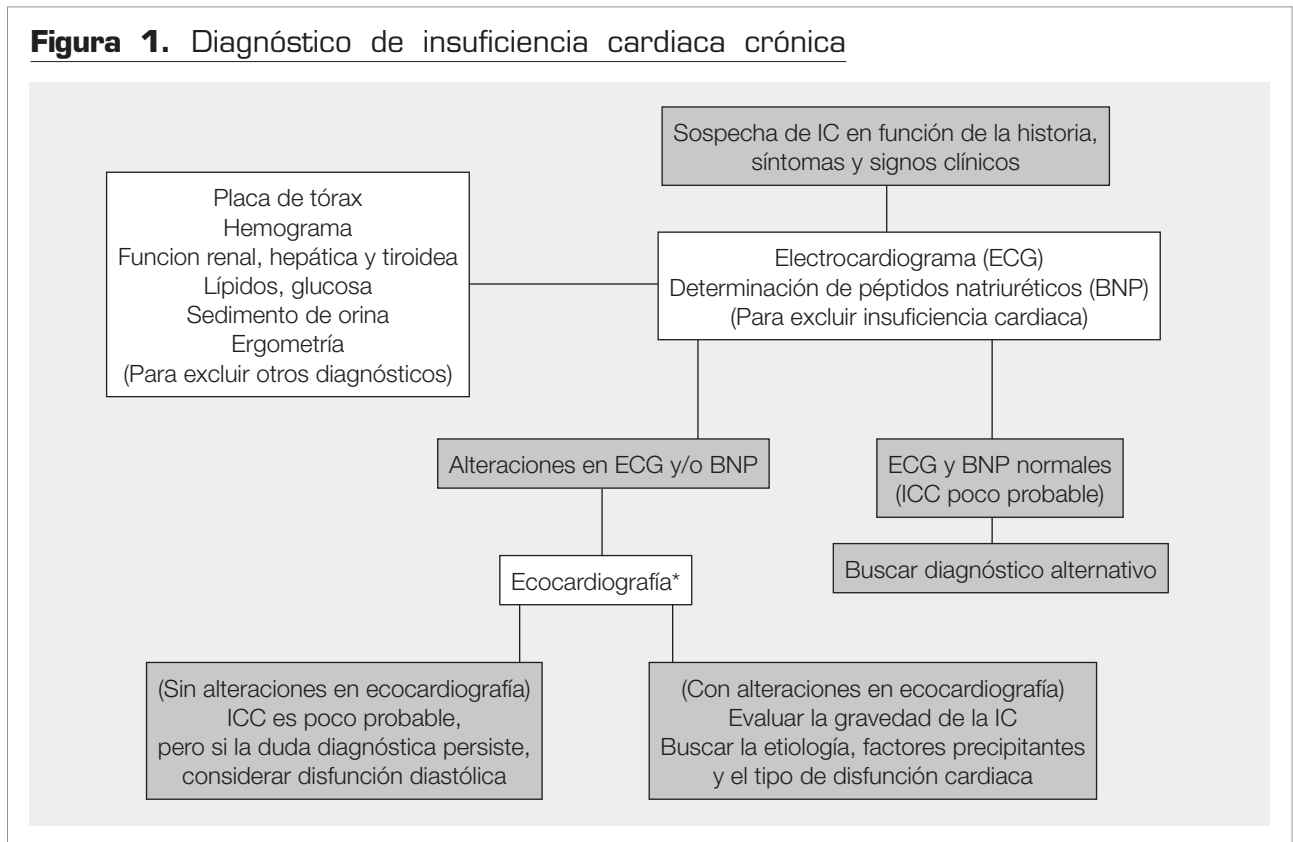 Figura 1. Diagnóstico de insuficiencia cardiaca crónica
Sospecha de IC en función de la historia,
síntomas y signos clínicos
Placa de tórax
Hemograma
Funcion renal, hepática y tiroidea
Lípidos, glucosa
Sedimento de orina
Ergometría
(Para excluir otros diagnósticos)
Electrocardiograma (ECG)
Determinación de péptidos natriuréticos (BNP)
(Para excluir insuficiencia cardiaca)
Alteraciones en ECG y/o BNP
ECG y BNP normales
(ICC poco probable)
Buscar diagnóstico alternativo
Ecocardiografía*
(Sin alteraciones en ecocardiografía)
ICC es poco probable,
pero si la duda diagnóstica persiste,
considerar disfunción diastólica
(Con alteraciones en ecocardiografía)
Evaluar la gravedad de la IC
Buscar la etiología, factores precipitantes
y el tipo de disfunción cardiaca